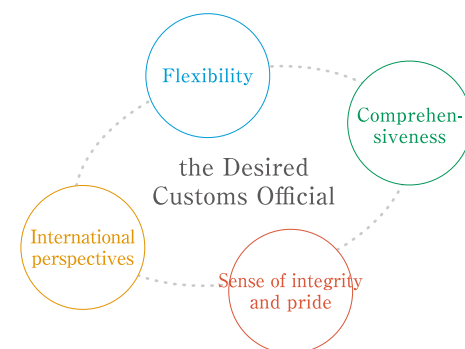 Flexibility
Comprehen-
siveness
the Desired
Customs Official
International
perspectives
Sense of integrity
and pride